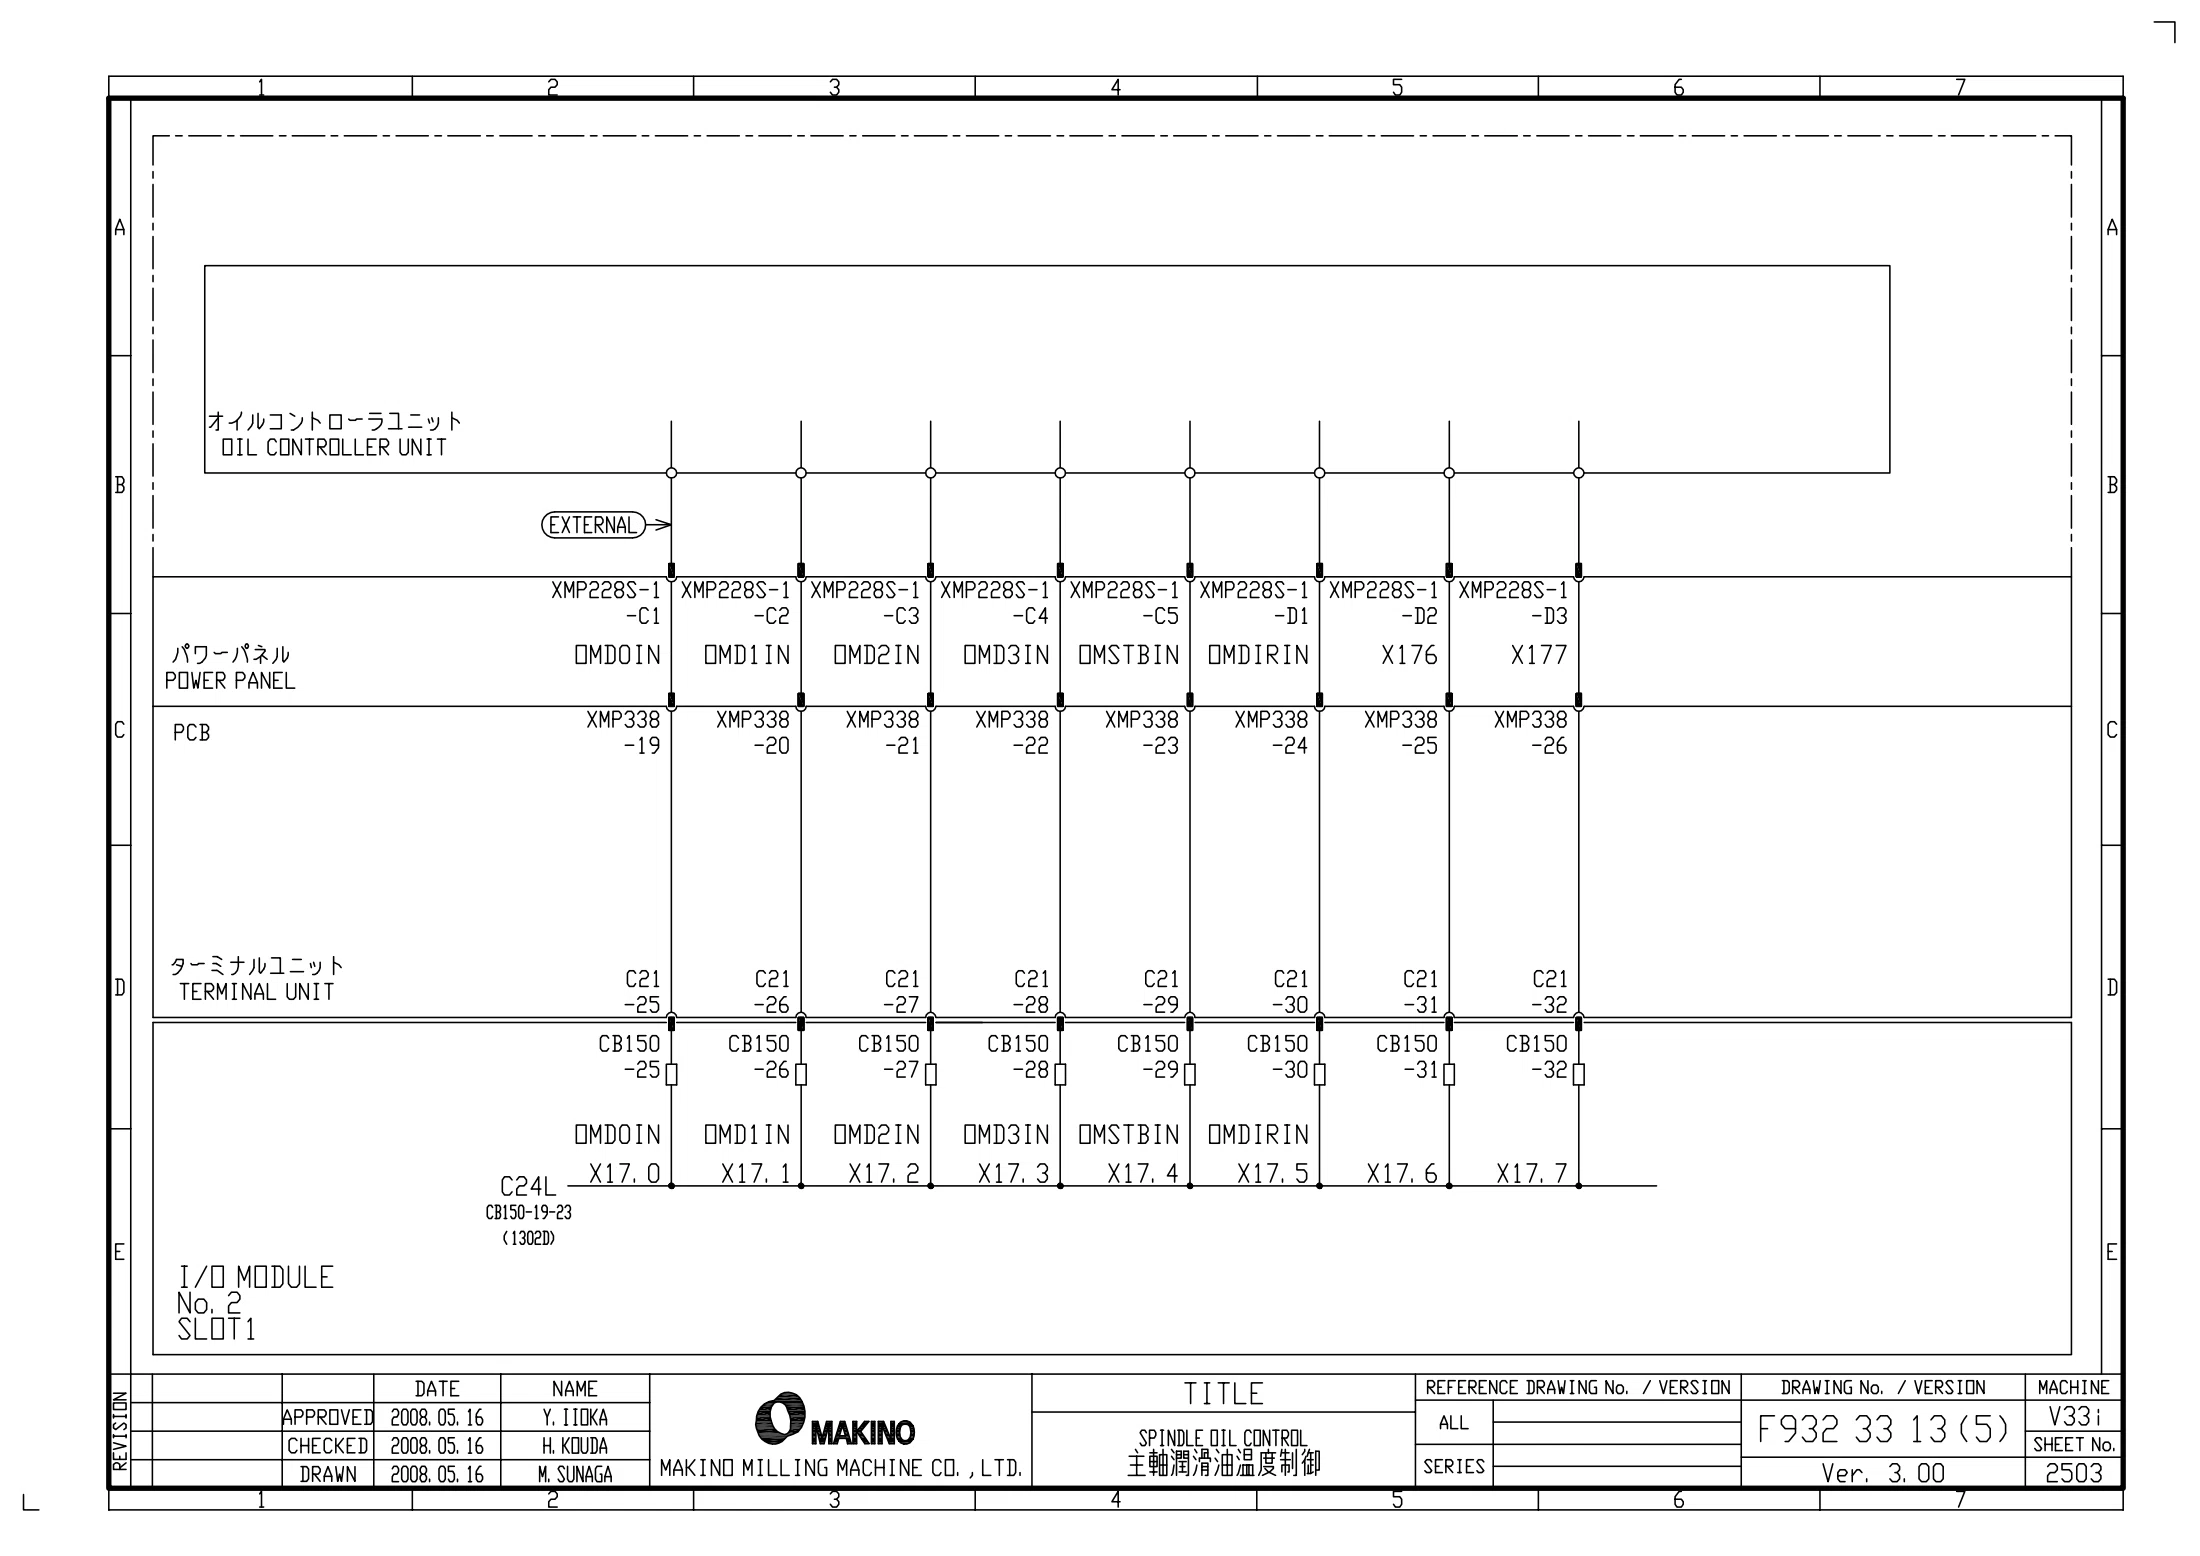 1 2 3 4 5 6 7
A A
オイルコントローラユニット
OIL CONTROLLER UNIT
B B
EXTERNAL
XMP228S-1 XMP228S-1 XMP228S-1 XMP228S-1 XMP228S-1 XMP228S-1 XMP228S-1 XMP228S-1
-C1 -C2 -C3 -C4 -C5 -D1 -D2 -D3
パワーパネル
POWER PANEL
OMD0IN OMD1IN OMD2IN OMD3IN OMSTBIN OMDIRIN X176 X177
C C
PCB
XMP338 XMP338 XMP338 XMP338 XMP338 XMP338 XMP338 XMP338
-19 -20 -21 -22 -23 -24 -25 -26
ターミナルユニット
TERMINAL UNIT
D D
C21 C21 C21 C21 C21 C21 C21 C21
-25 -26 -27 -28 -29 -30 -31 -32
CB150 CB150 CB150 CB150 CB150 CB150 CB150 CB150
-25 -26 -27 -28 -29 -30 -31 -32
OMD0IN OMD1IN OMD2IN OMD3IN OMSTBIN OMDIRIN
X17.0 X17.1 X17.2 X17.3 X17.4 X17.5 X17.6 X17.7
C24L
CB150-19-23
(1302D)
E E
I/O MODULE
No. 2
SLOT1
REVISION
DATE NAME
APPROVED 2008.05.16 Y. IIOKA
CHECKED 2008.05.16 H. KOUDA
DRAWN 2008.05.16 M. SUNAGA
MAKINO
MAKINO MILLING MACHINE CO.,LTD.
TITLE
SPINDLE OIL CONTROL
主軸潤滑油温度制御
REFERENCE DRAWING No. / VERSION
ALL
SERIES
DRAWING No. / VERSION
F932 33 13(5)
Ver. 3.00
MACHINE
V33i
SHEET No.
2503
1 2 3 4 5 6 7